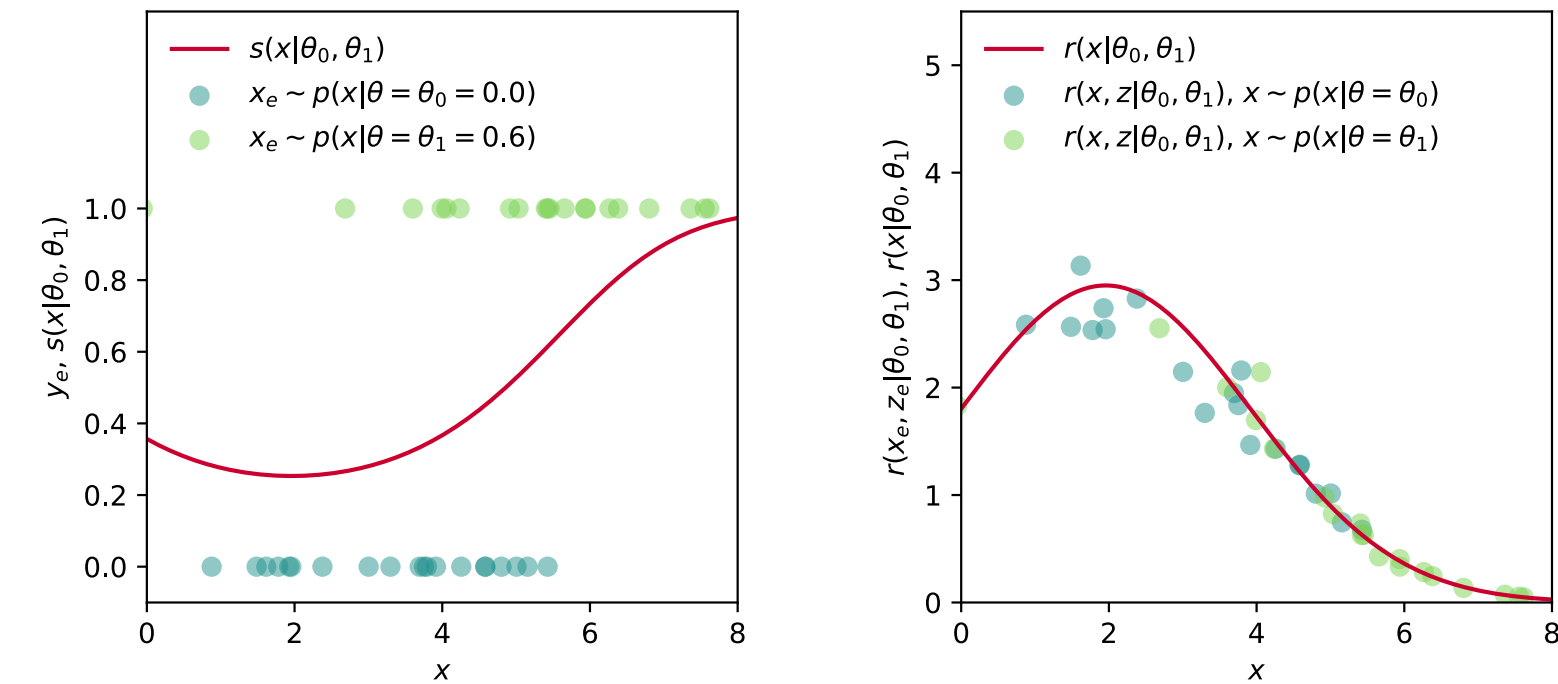 s(x|θ₀, θ₁)
xₑ ~ p(x|θ = θ₀ = 0.0)
xₑ ~ p(x|θ = θ₁ = 0.6)
1.0
0.8
0.6
0.4
0.2
0.0
yₑ, s(x|θ₀, θ₁)
0 2 4 6 8
x
r(x|θ₀, θ₁)
r(x, z|θ₀, θ₁), x ~ p(x|θ = θ₀)
r(x, z|θ₀, θ₁), x ~ p(x|θ = θ₁)
5
4
3
2
1
0
r(xₑ, zₑ|θ₀, θ₁), r(x|θ₀, θ₁)
0 2 4 6 8
x